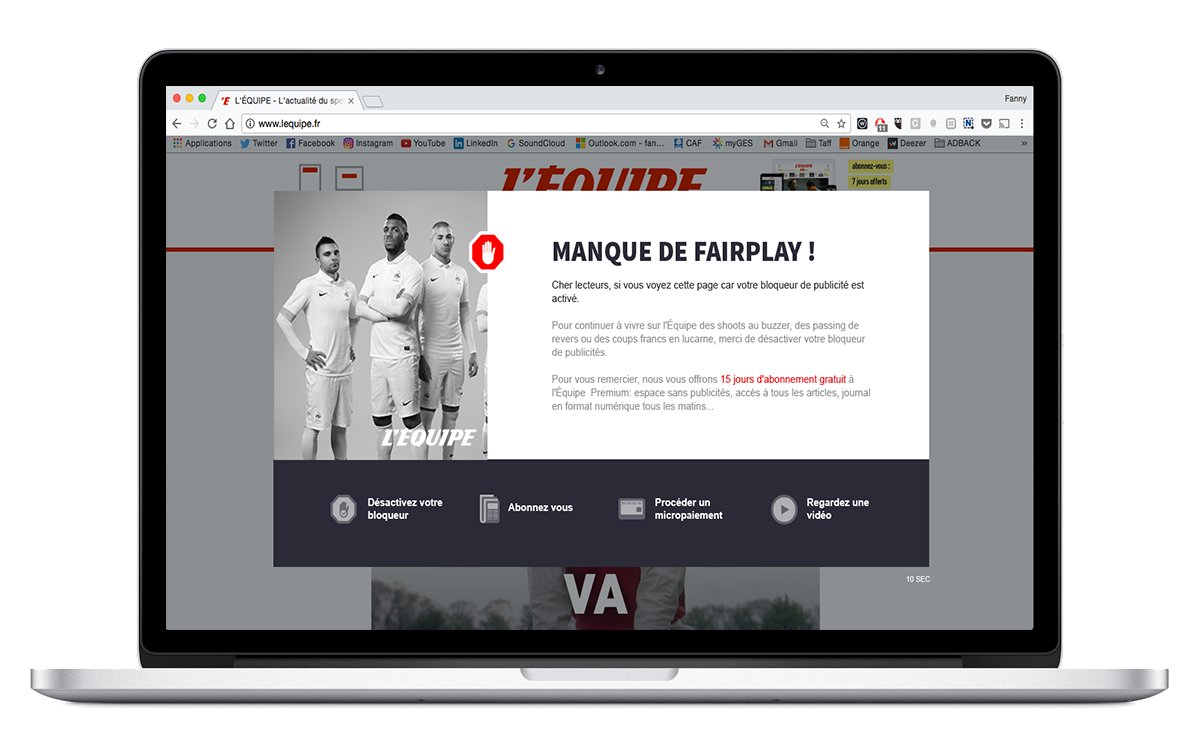 L'ÉQUIPE - L'actualité du spo
Fanny
www.lequipe.fr
11
Applications Twitter Facebook Instagram YouTube LinkedIn SoundCloud Outlook.com - fan... CAF myGES Gmail Taff Orange Deezer ADBACK »
L'ÉQUIPE
abonnez-vous :
7 jours offerts
MANQUE DE FAIRPLAY !
Cher lecteurs, si vous voyez cette page car votre bloqueur de publicité est
activé.
Pour continuer à vivre sur l'Équipe des shoots au buzzer, des passing de
revers ou des coups francs en lucarne, merci de désactiver votre bloqueur
de publicités.
Pour vous remercier, nous vous offrons 15 jours d'abonnement gratuit à
l'Équipe Premium: espace sans publicités, accès à tous les articles, journal
en format numérique tous les matins...
L'EQUIPE
Désactivez votre
bloqueur
Abonnez vous
Procéder un
micropaiement
Regardez une
vidéo
10 SEC
VA